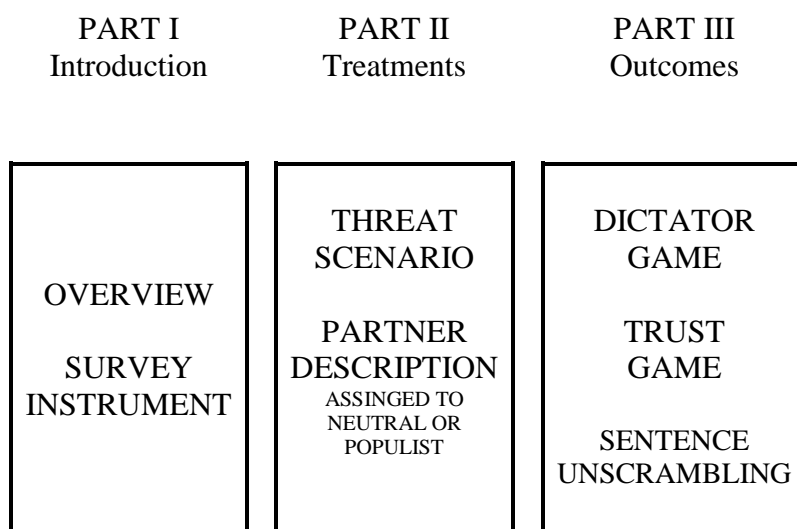 PART I
Introduction
PART II
Treatments
PART III
Outcomes
OVERVIEW
SURVEY
INSTRUMENT
THREAT
SCENARIO
PARTNER
DESCRIPTION
ASSINGED TO
NEUTRAL OR
POPULIST
DICTATOR
GAME
TRUST
GAME
SENTENCE
UNSCRAMBLING